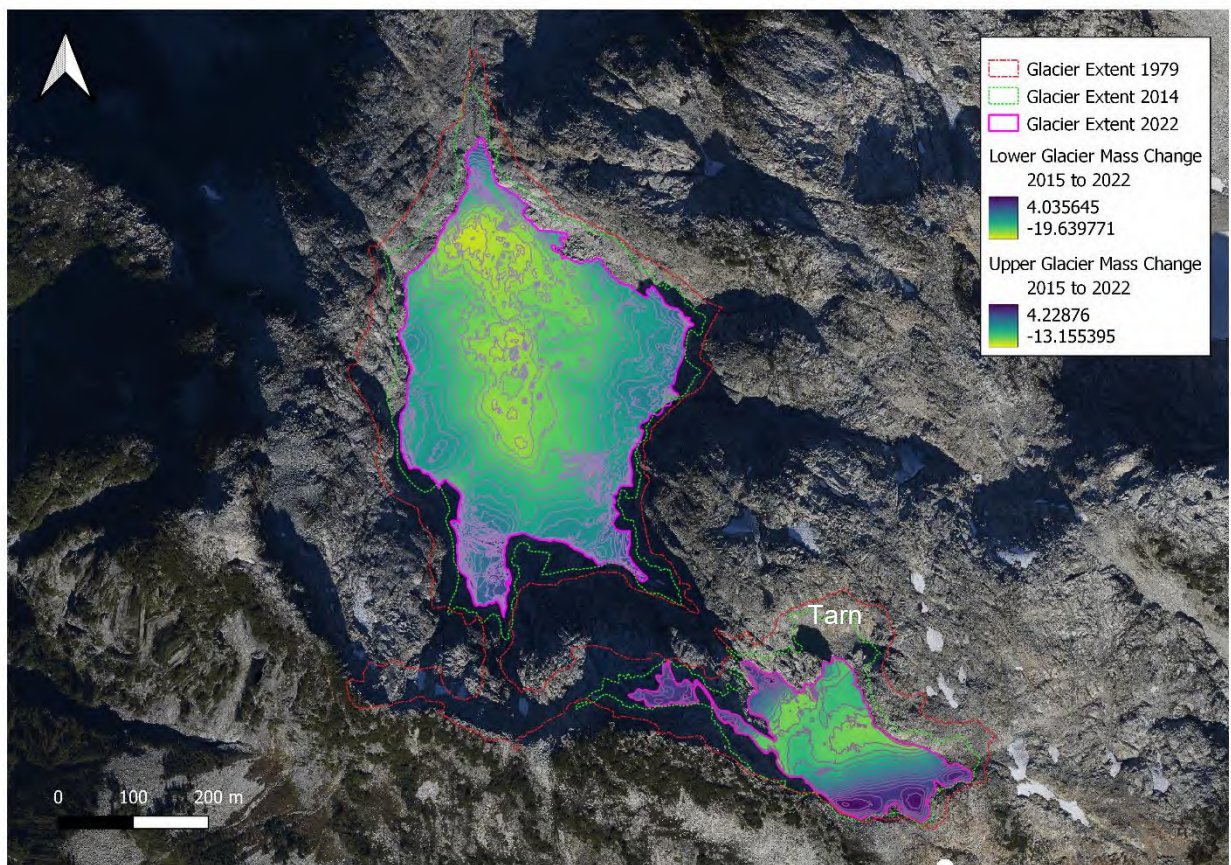 Glacier Extent 1979
Glacier Extent 2014
Glacier Extent 2022
Lower Glacier Mass Change
2015 to 2022
4.035645
-19.639771
Upper Glacier Mass Change
2015 to 2022
4.22876
-13.155395
Tarn
0 100 200 m